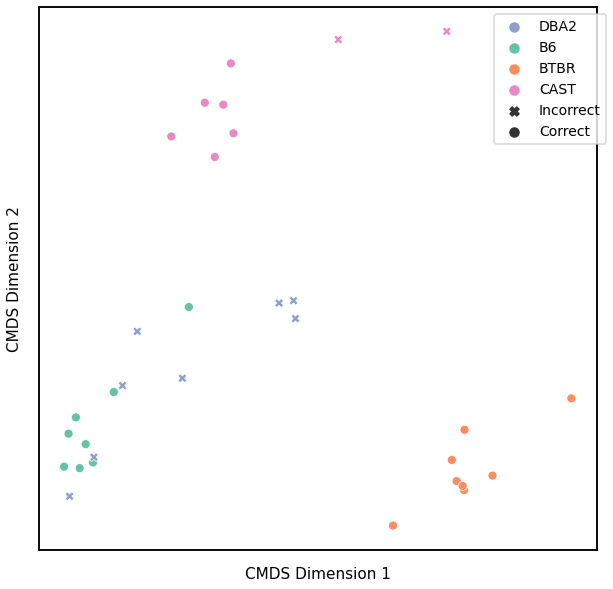 DBA2
B6
BTBR
CAST
Incorrect
Correct
CMDS Dimension 2
CMDS Dimension 1